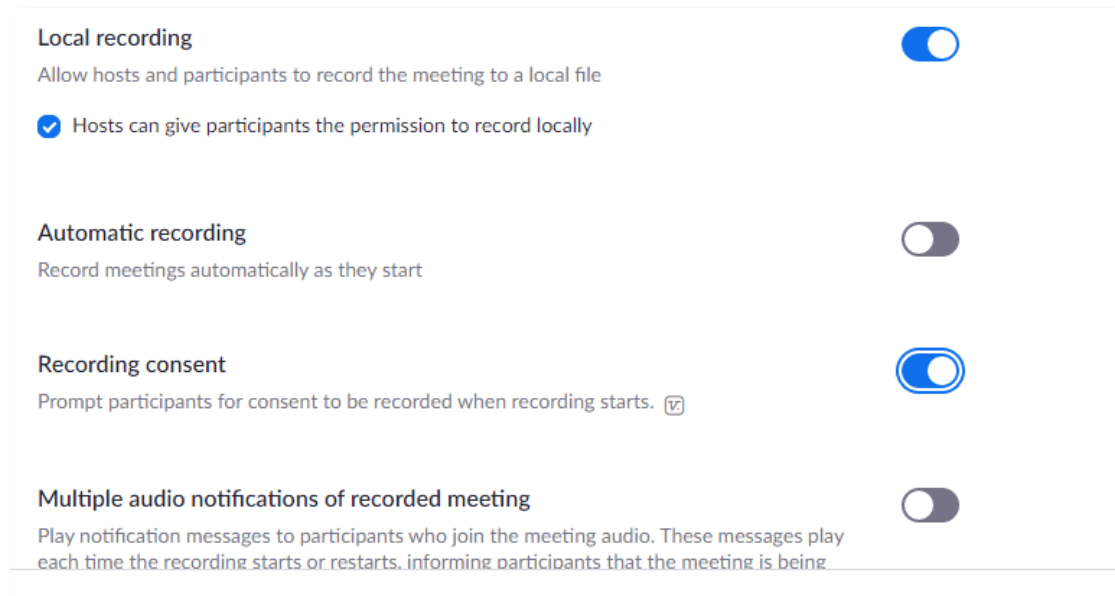 Local recording
Allow hosts and participants to record the meeting to a local file
Hosts can give participants the permission to record locally
Automatic recording
Record meetings automatically as they start
Recording consent
Prompt participants for consent to be recorded when recording starts.
Multiple audio notifications of recorded meeting
Play notification messages to participants who join the meeting audio. These messages play
each time the recording starts or restarts, informing participants that the meeting is being